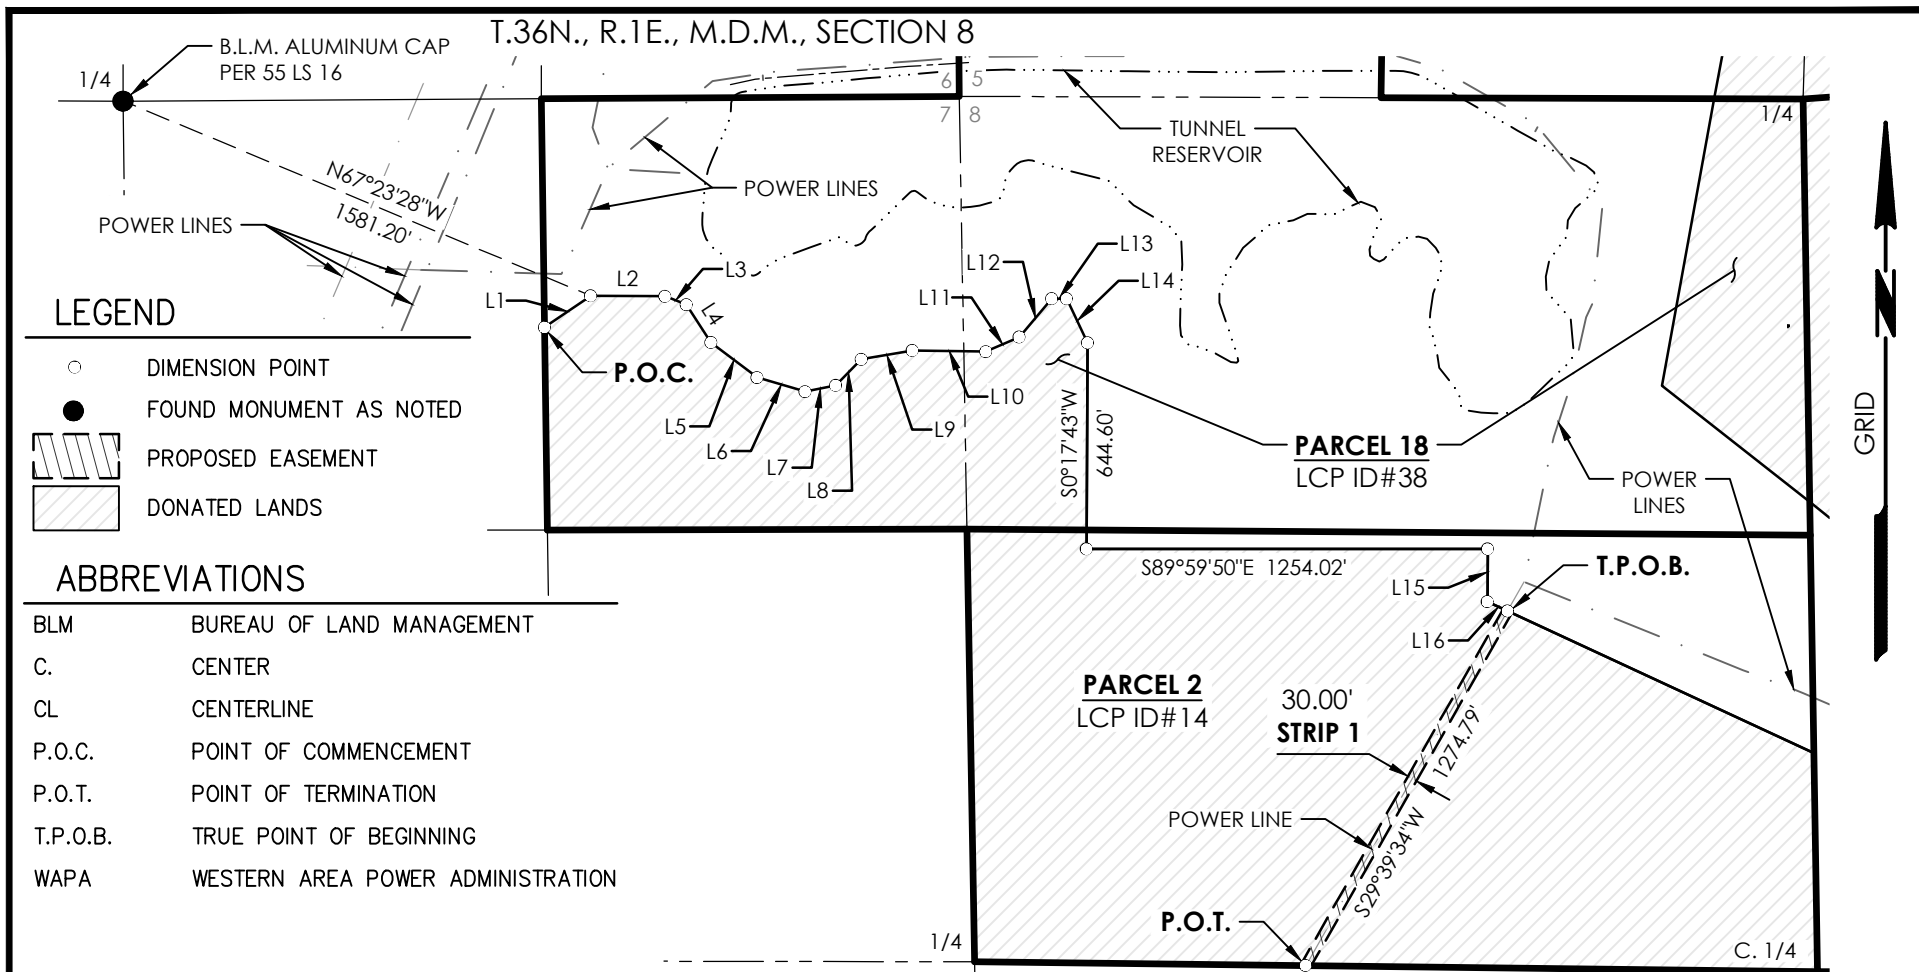 T.36N., R.1E., M.D.M., SECTION 8
B.L.M. ALUMINUM CAP
PER 55 LS 16
1/4
6 5
7 8
1/4
TUNNEL
RESERVOIR
N67°23'28"W
1581.20'
POWER LINES
POWER LINES
L1
L2
L3
L4
L5
L6
L7
L8
L9
L10
L11
L12
L13
L14
P.O.C.
S0°17'43"W
644.60'
PARCEL 18
LCP ID#38
POWER
LINES
GRID
N
LEGEND
DIMENSION POINT
FOUND MONUMENT AS NOTED
PROPOSED EASEMENT
DONATED LANDS
ABBREVIATIONS
BLM BUREAU OF LAND MANAGEMENT
C. CENTER
CL CENTERLINE
P.O.C. POINT OF COMMENCEMENT
P.O.T. POINT OF TERMINATION
T.P.O.B. TRUE POINT OF BEGINNING
WAPA WESTERN AREA POWER ADMINISTRATION
S89°59'50"E 1254.02'
L15
T.P.O.B.
L16
PARCEL 2
LCP ID#14
30.00'
STRIP 1
1274.79'
S29°39'34"W
POWER LINE
P.O.T.
1/4
C. 1/4